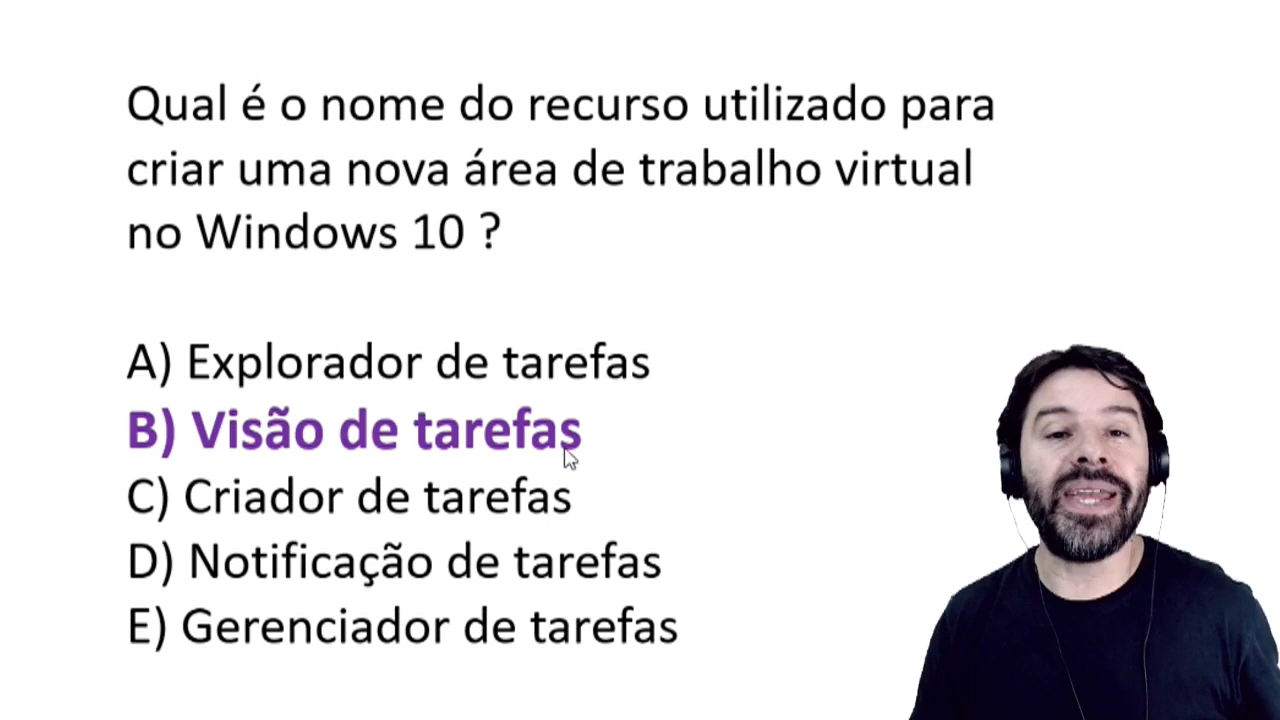 Qual é o nome do recurso utilizado para
criar uma nova área de trabalho virtual
no Windows 10 ?
A) Explorador de tarefas
B) Visão de tarefas
C) Criador de tarefas
D) Notificação de tarefas
E) Gerenciador de tarefas